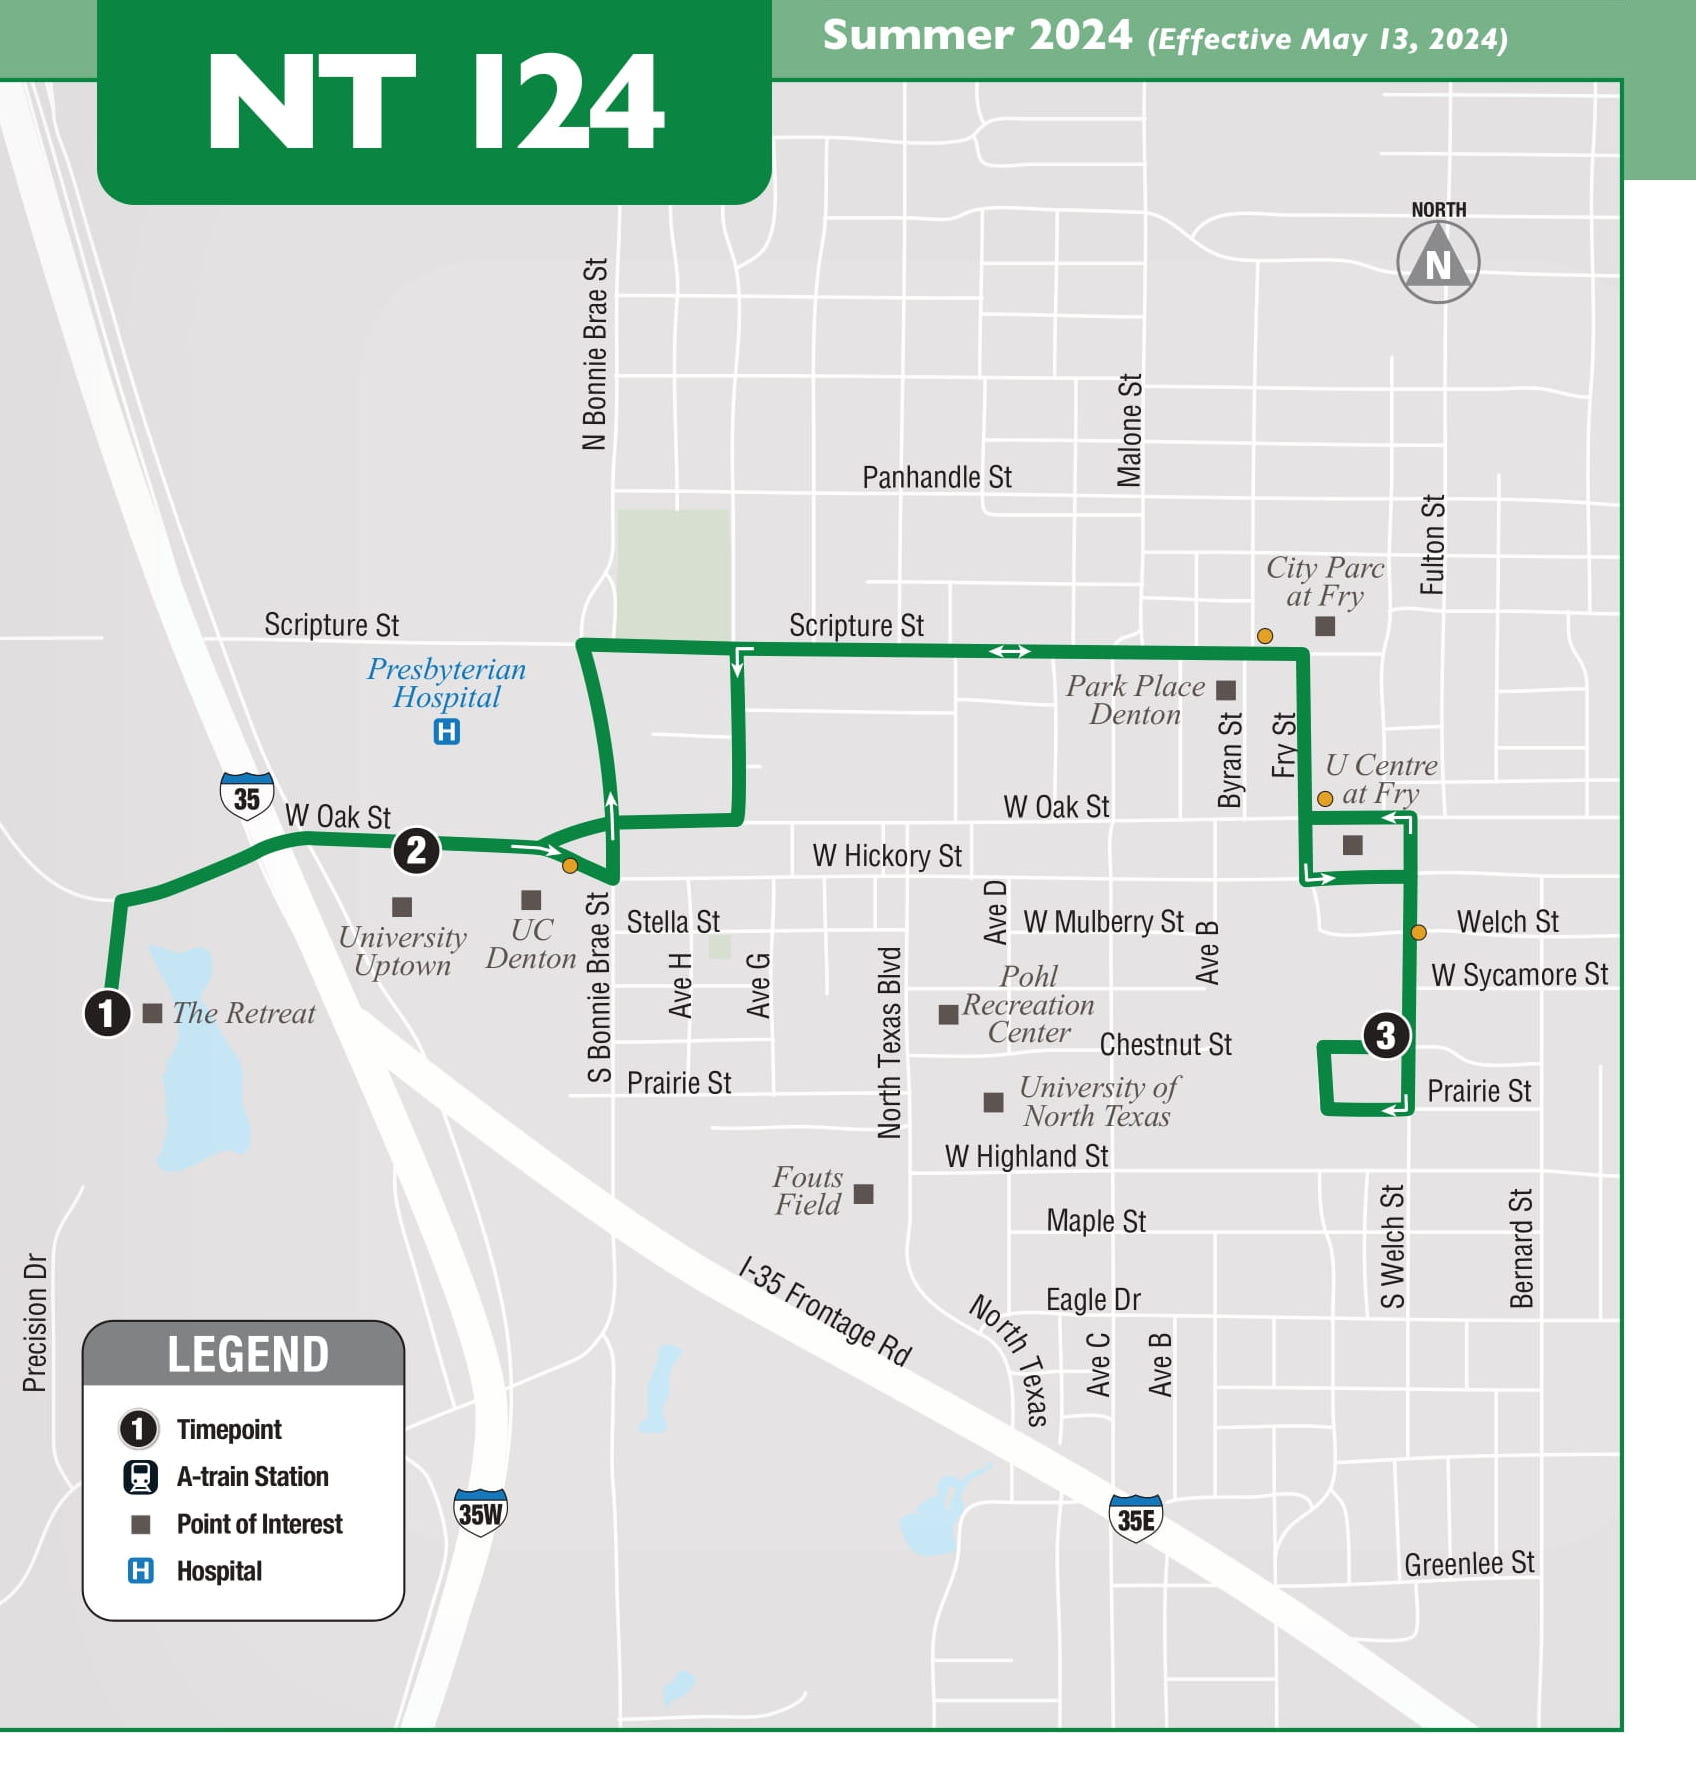 NT 124
Summer 2024 (Effective May 13, 2024)
NORTH
N
N Bonnie Brae St
Malone St
Panhandle St
Fulton St
City Parc
at Fry
Scripture St
Scripture St
Presbyterian
Hospital
H
Park Place
Denton
Byran St
Fry St
U Centre
at Fry
35
W Oak St
2
W Oak St
W Hickory St
University
Uptown
UC
Denton
S Bonnie Brae St
Stella St
Ave H
Ave G
Ave D
W Mulberry St
Ave B
Welch St
W Sycamore St
North Texas Blvd
Pohl
Recreation
Center
1
The Retreat
Chestnut St
3
Prairie St
University of
North Texas
Prairie St
W Highland St
Fouts
Field
Maple St
S Welch St
Bernard St
Precision Dr
I-35 Frontage Rd
Eagle Dr
North Texas
Ave C
Ave B
35W
35E
Greenlee St
LEGEND
1 Timepoint
A-train Station
Point of Interest
H Hospital